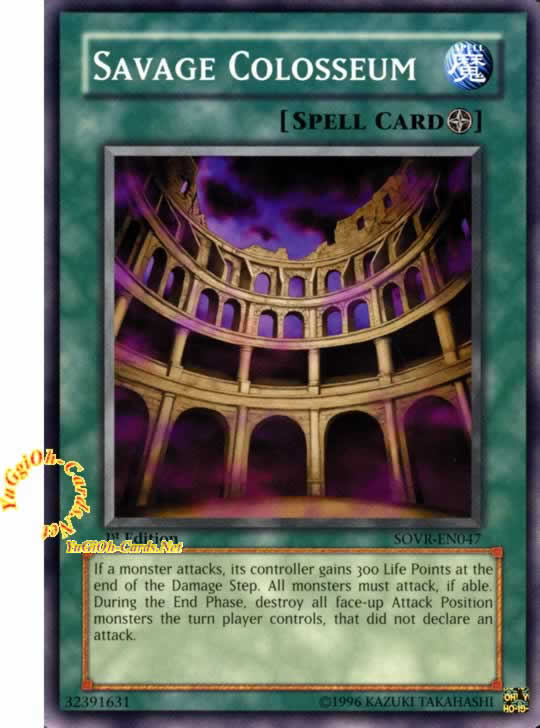 SAVAGE COLOSSEUM
SPELL
魔
[SPELL CARD]
YuGgiOh-Cards.Net
1st Edition
SOVR-EN047
YuGiOh-Cards.Net
If a monster attacks, its controller gains 300 Life Points at the
end of the Damage Step. All monsters must attack, if able.
During the End Phase, destroy all face-up Attack Position
monsters the turn player controls, that did not declare an
attack.
32391631
©1996 KAZUKI TAKAHASHI